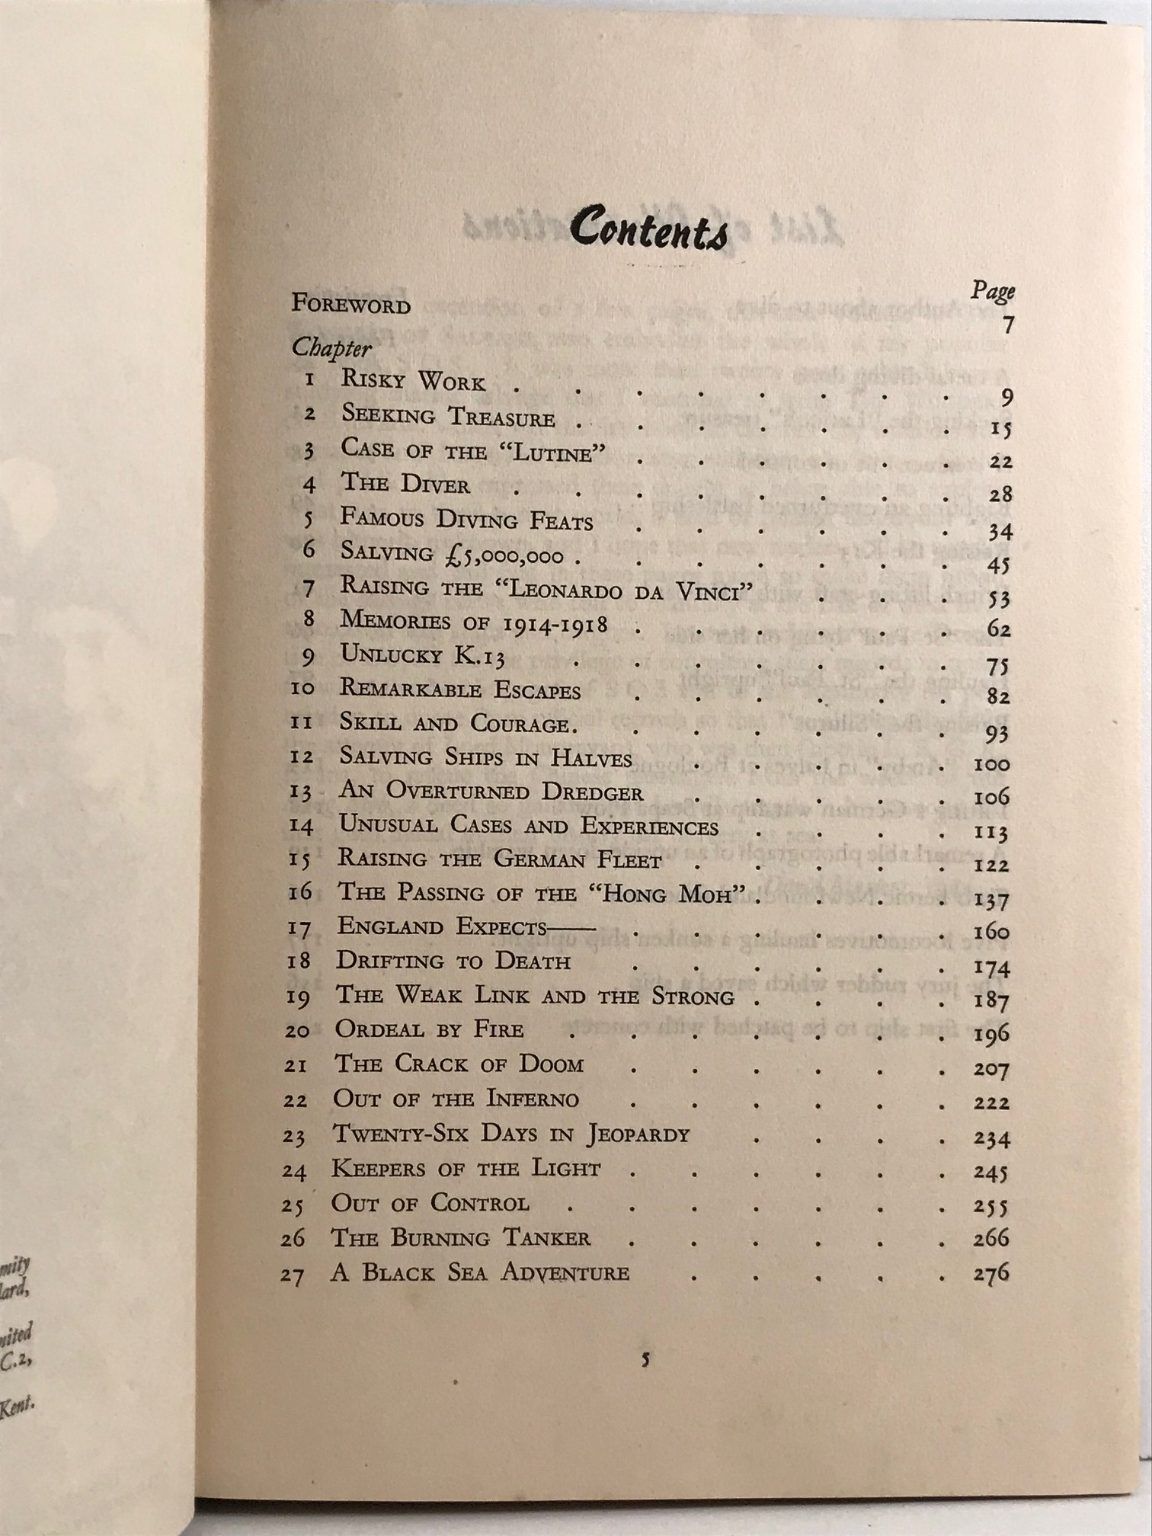 Contents
Page
FOREWORD 7
Chapter
1 RISKY WORK . . . . . . . . 9
2 SEEKING TREASURE . . . . . . . 15
3 CASE OF THE “LUTINE” . . . . . . 22
4 THE DIVER . . . . . . . . 28
5 FAMOUS DIVING FEATS . . . . . . 34
6 SALVING £5,000,000 . . . . . . . 45
7 RAISING THE “LEONARDO DA VINCI” . . . 53
8 MEMORIES OF 1914-1918 . . . . . . 62
9 UNLUCKY K.13 . . . . . . . 75
10 REMARKABLE ESCAPES . . . . . . 82
11 SKILL AND COURAGE . . . . . . . 93
12 SALVING SHIPS IN HALVES . . . . . 100
13 AN OVERTURNED DREDGER . . . . . 106
14 UNUSUAL CASES AND EXPERIENCES . . . . 113
15 RAISING THE GERMAN FLEET . . . . . 122
16 THE PASSING OF THE “HONG MOH” . . . . 137
17 ENGLAND EXPECTS—— . . . . . . 160
18 DRIFTING TO DEATH . . . . . . 174
19 THE WEAK LINK AND THE STRONG . . . . 187
20 ORDEAL BY FIRE . . . . . . . 196
21 THE CRACK OF DOOM . . . . . . 207
22 OUT OF THE INFERNO . . . . . . 222
23 TWENTY-SIX DAYS IN JEOPARDY . . . . 234
24 KEEPERS OF THE LIGHT . . . . . . 245
25 OUT OF CONTROL . . . . . . . 255
26 THE BURNING TANKER . . . . . . 266
27 A BLACK SEA ADVENTURE . . . . . 276
5
C.2,
Kent.